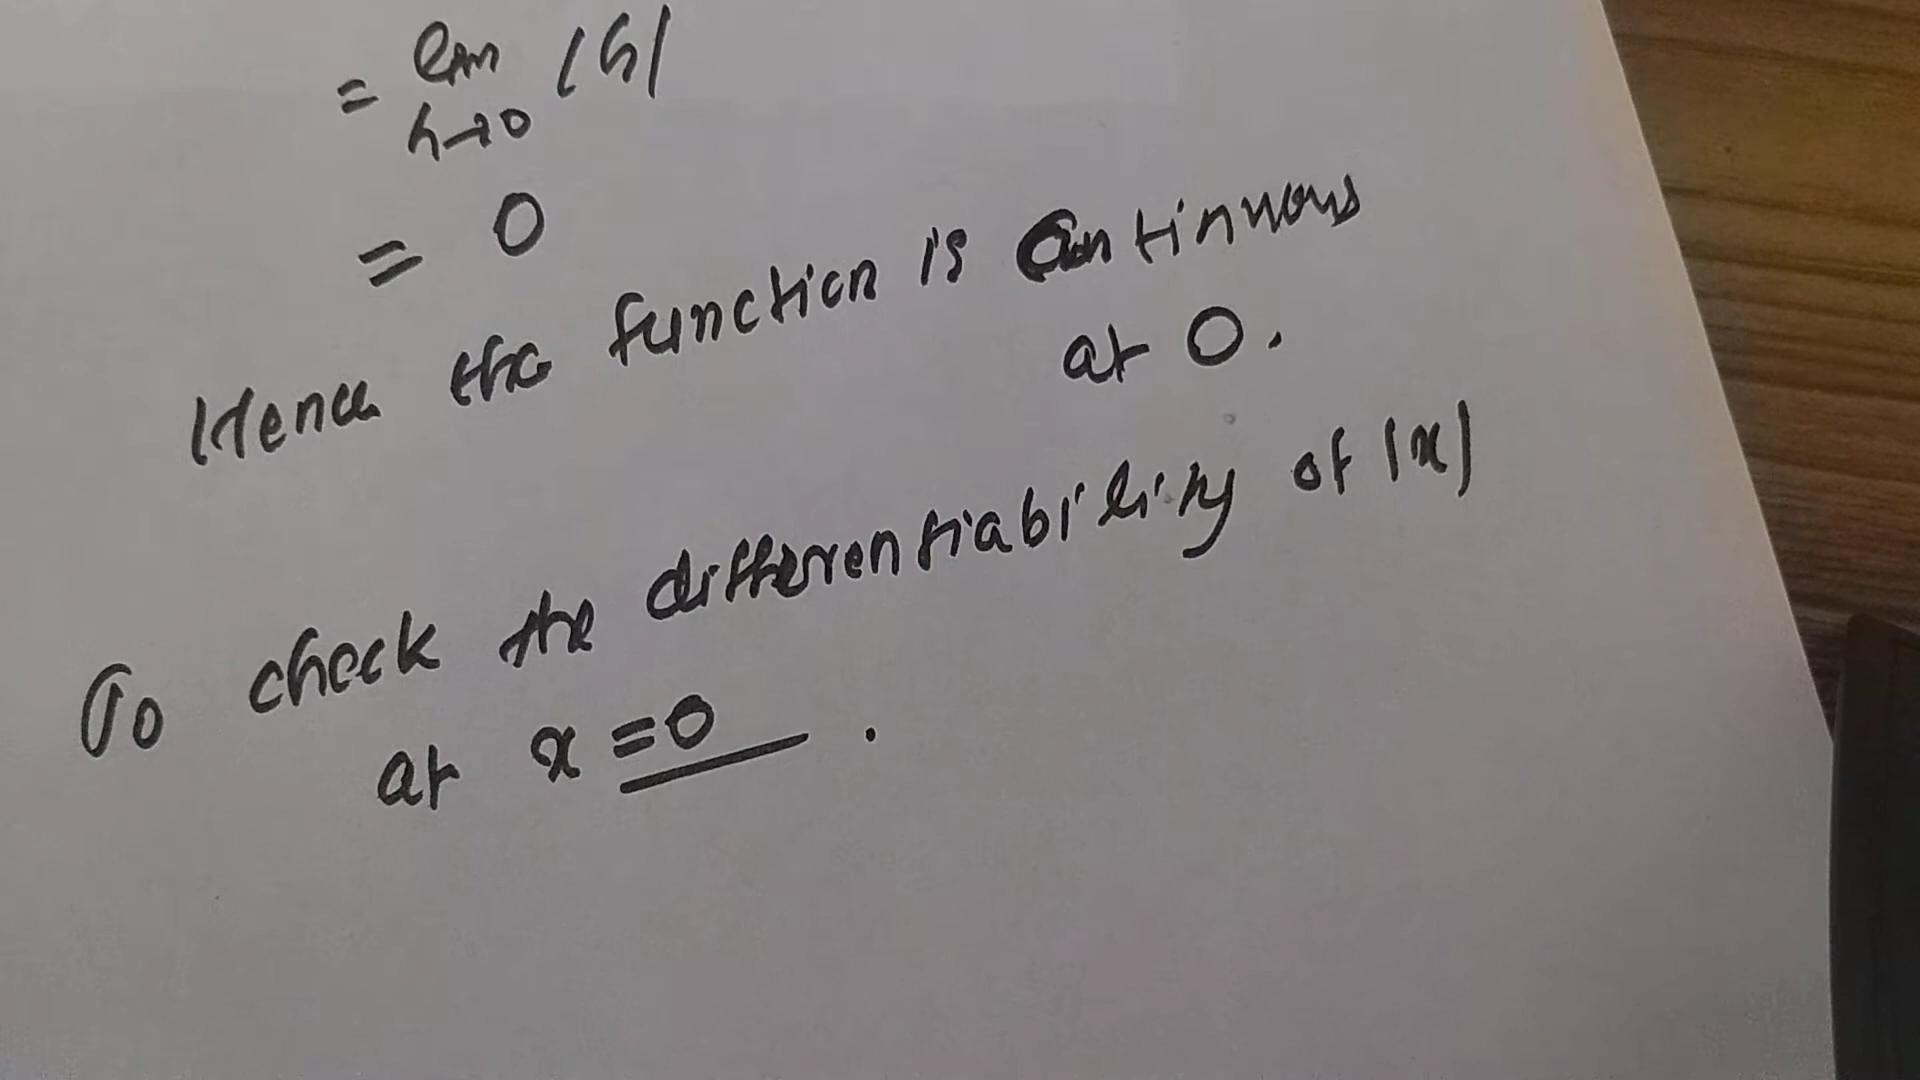 = lim |h|
h→0
= 0
Hence the function is continuous
at 0.
To check the differentiability of |x|
at x = 0.